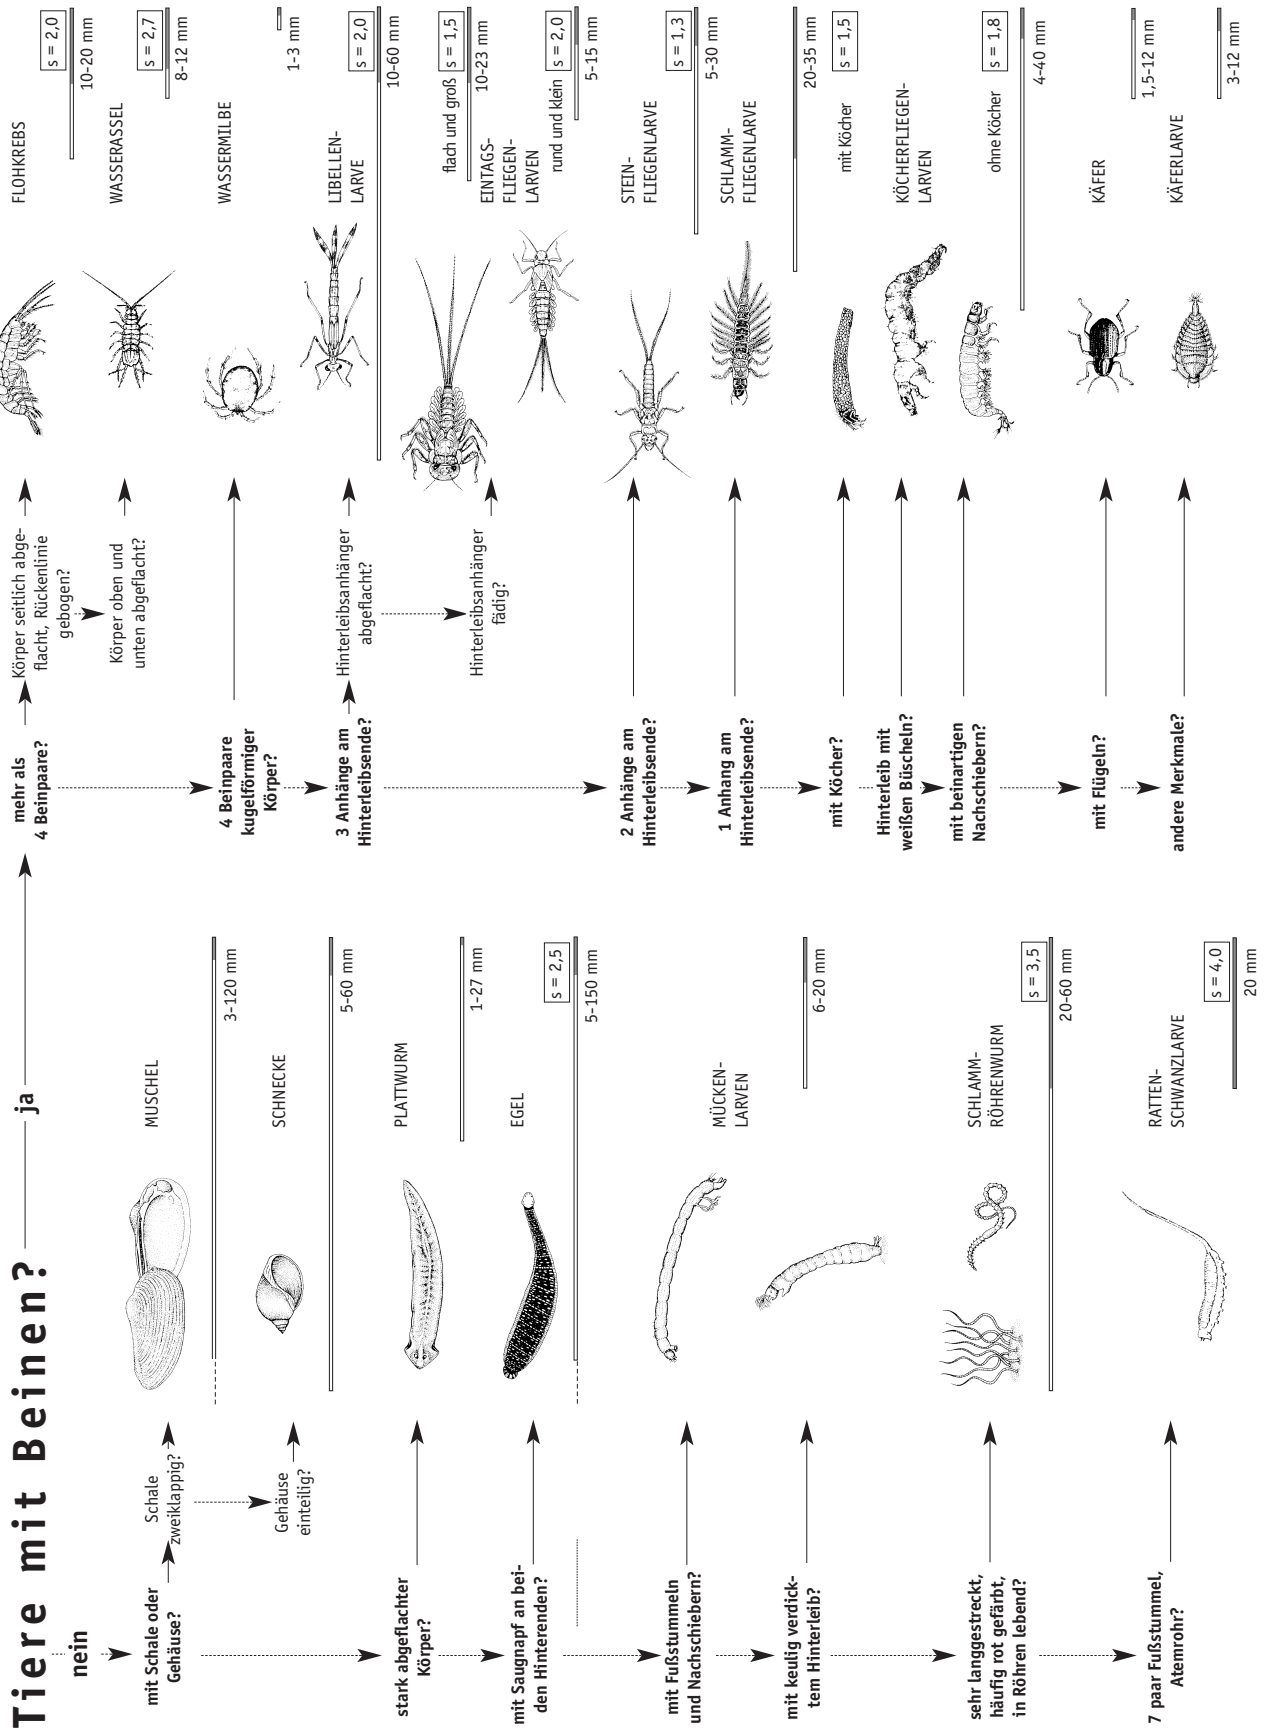 Tiere mit Beinen?
nein
mit Schale oder
Gehäuse?
Schale
zweiklappig?
MUSCHEL
3-120 mm
Gehäuse
einteilig?
SCHNECKE
5-60 mm
stark abgeflachter
Körper?
PLATTWURM
1-27 mm
mit Saugnapf an bei-
den Hinterenden?
EGEL
s = 2,5
5-150 mm
mit Fußstummeln
und Nachschiebern?
mit keulig verdick-
tem Hinterleib?
MÜCKEN-
LARVEN
6-20 mm
sehr langgestreckt,
häufig rot gefärbt,
in Röhren lebend?
SCHLAMM-
RÖHRENWURM
s = 3,5
20-60 mm
7 paar Fußstummel,
Atemrohr?
RATTEN-
SCHWANZLARVE
s = 4,0
20 mm
ja
mehr als
4 Beinpaare?
Körper seitlich abge-
flacht, Rückenlinie
gebogen?
FLOHKREBS
s = 2,0
10-20 mm
Körper oben und
unten abgeflacht?
WASSERASSEL
s = 2,7
8-12 mm
4 Beinpaare
kugelförmiger
Körper?
WASSERMILBE
1-3 mm
3 Anhänge am
Hinterleibsende?
Hinterleibsanhänger
abgeflacht?
LIBELLEN-
LARVE
s = 2,0
10-60 mm
Hinterleibsanhänger
fädig?
flach und groß
s = 1,5
10-23 mm
EINTAGS-
FLIEGEN-
LARVEN
rund und klein
s = 2,0
5-15 mm
2 Anhänge am
Hinterleibsende?
STEIN-
FLIEGENLARVE
s = 1,3
5-30 mm
1 Anhang am
Hinterleibsende?
SCHLAMM-
FLIEGENLARVE
20-35 mm
mit Köcher?
mit Köcher
s = 1,5
Hinterleib mit
weißen Büscheln?
KÖCHERFLIEGEN-
LARVEN
mit beinartigen
Nachschiebern?
ohne Köcher
s = 1,8
4-40 mm
mit Flügeln?
KÄFER
1,5-12 mm
andere Merkmale?
KÄFERLARVE
3-12 mm